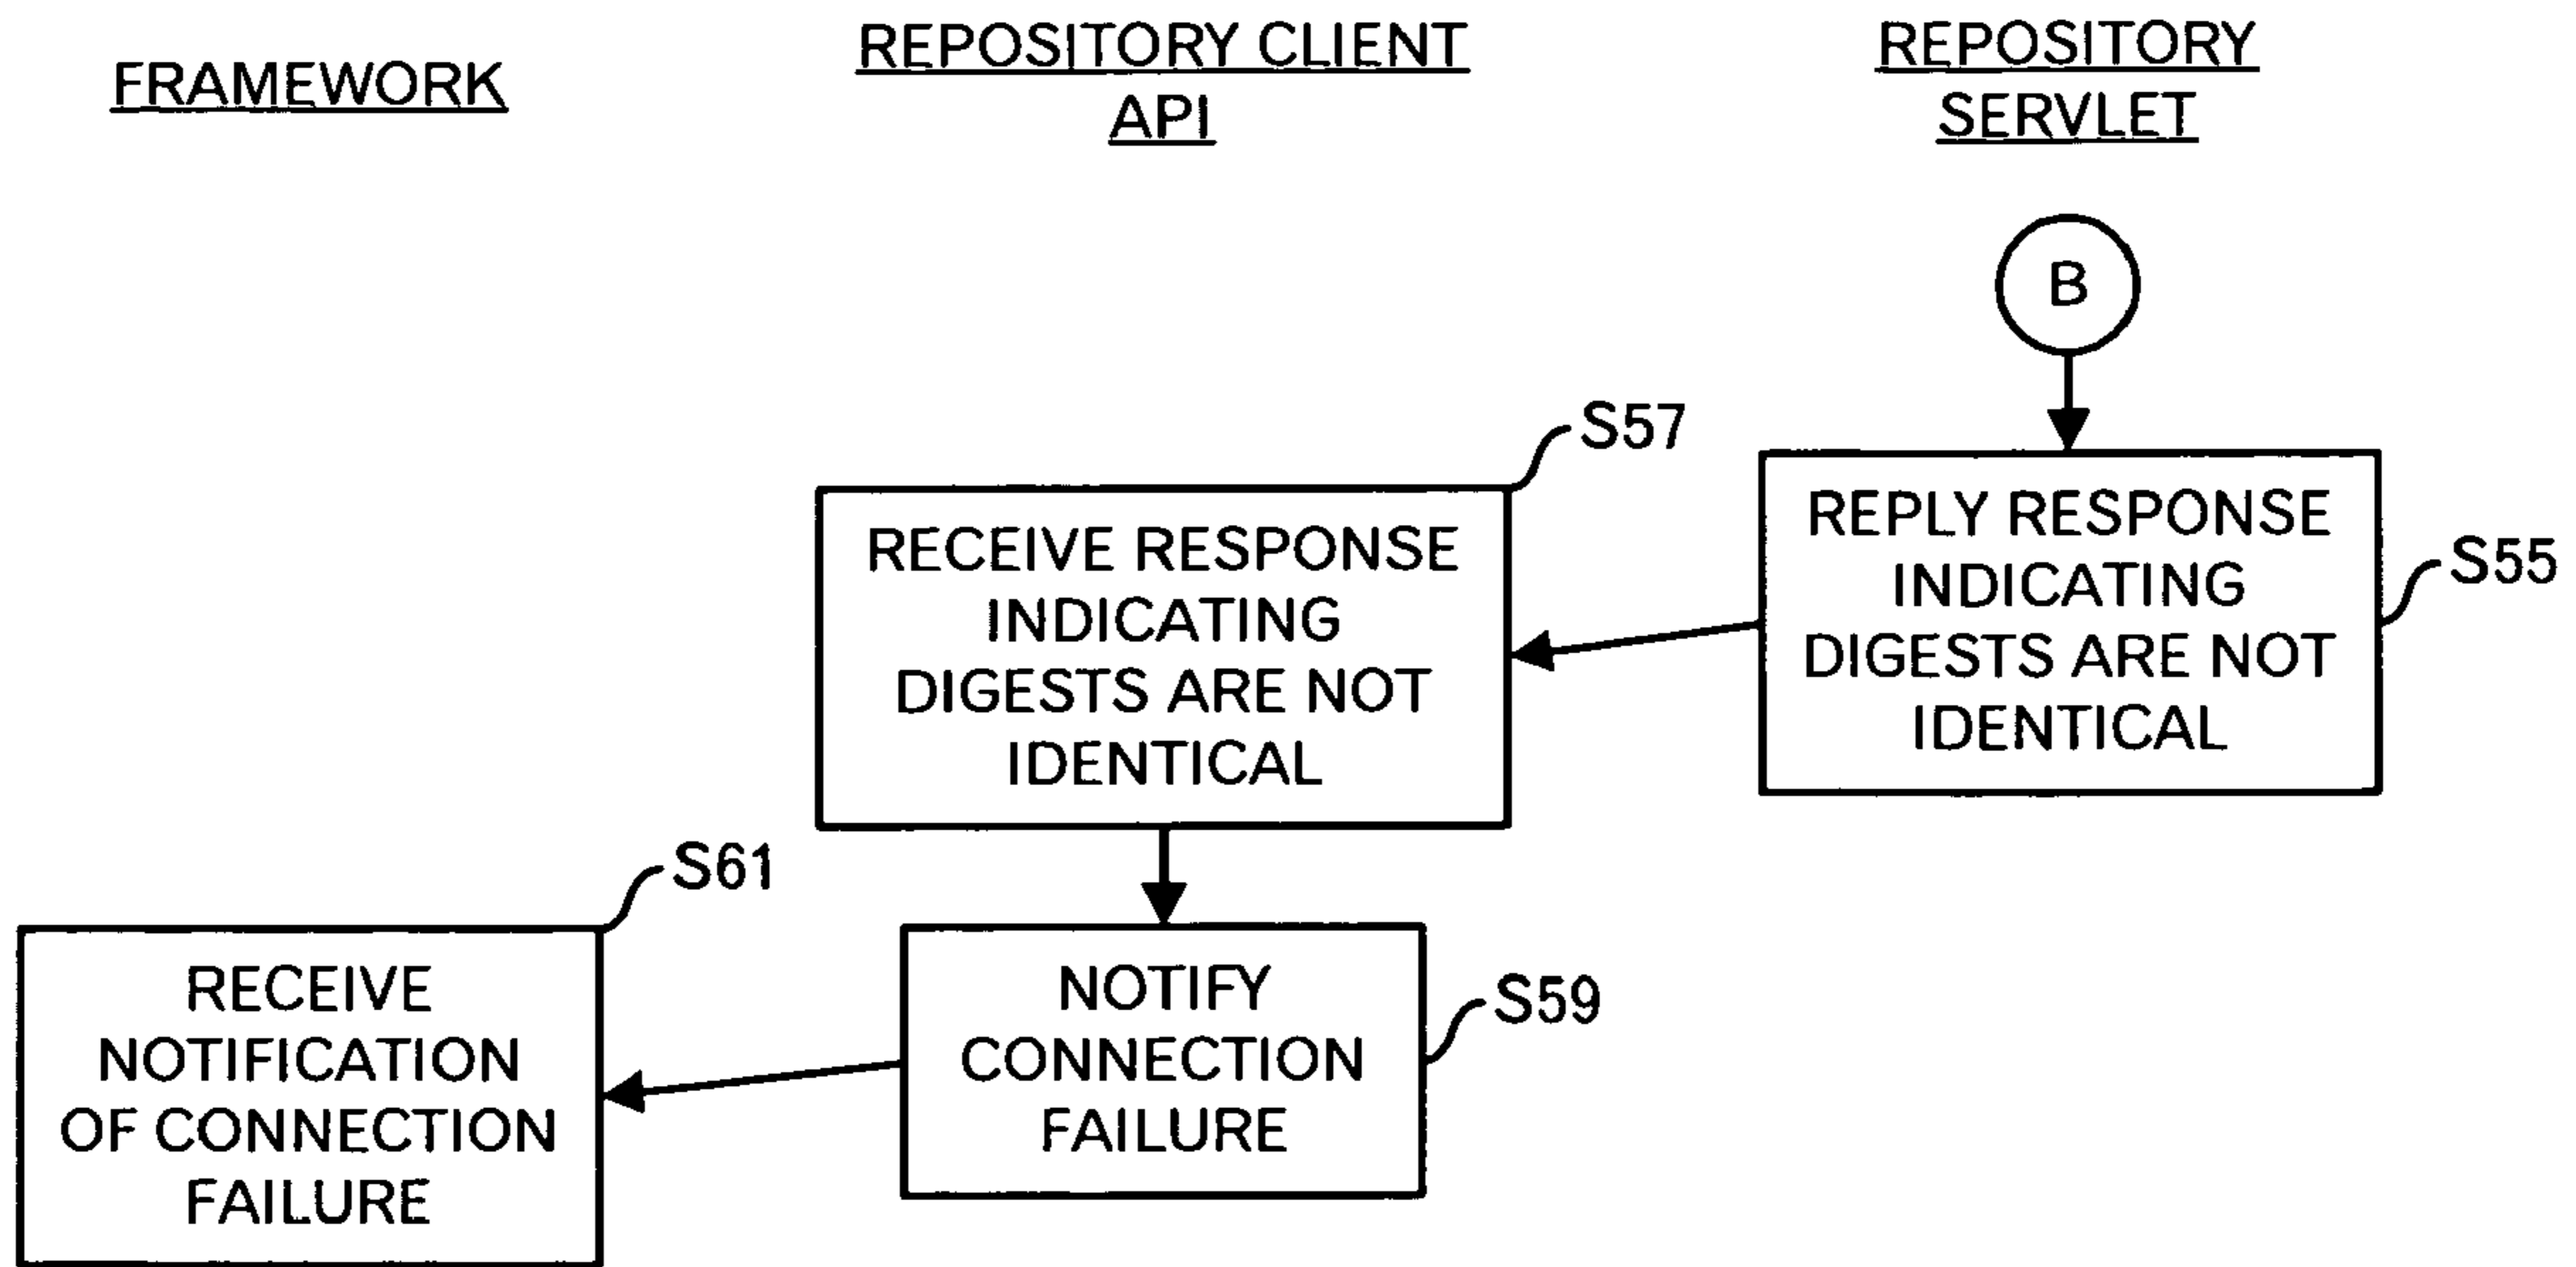 FRAMEWORK
REPOSITORY CLIENT
API
REPOSITORY
SERVLET
B
S55
REPLY RESPONSE
INDICATING
DIGESTS ARE NOT
IDENTICAL
S57
RECEIVE RESPONSE
INDICATING
DIGESTS ARE NOT
IDENTICAL
S59
NOTIFY
CONNECTION
FAILURE
S61
RECEIVE
NOTIFICATION
OF CONNECTION
FAILURE